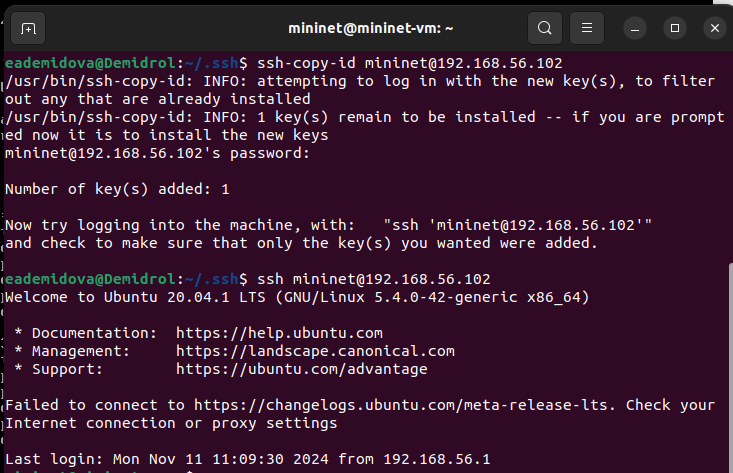 mininet@mininet-vm: ~
eademidova@Demidrol:~/.ssh$ ssh-copy-id mininet@192.168.56.102
/usr/bin/ssh-copy-id: INFO: attempting to log in with the new key(s), to filter
out any that are already installed
/usr/bin/ssh-copy-id: INFO: 1 key(s) remain to be installed -- if you are prompt
ed now it is to install the new keys
mininet@192.168.56.102's password:
Number of key(s) added: 1
Now try logging into the machine, with:   "ssh 'mininet@192.168.56.102'"
and check to make sure that only the key(s) you wanted were added.
eademidova@Demidrol:~/.ssh$ ssh mininet@192.168.56.102
Welcome to Ubuntu 20.04.1 LTS (GNU/Linux 5.4.0-42-generic x86_64)
 * Documentation:  https://help.ubuntu.com
 * Management:     https://landscape.canonical.com
 * Support:        https://ubuntu.com/advantage
Failed to connect to https://changelogs.ubuntu.com/meta-release-lts. Check your
Internet connection or proxy settings
Last login: Mon Nov 11 11:09:30 2024 from 192.168.56.1